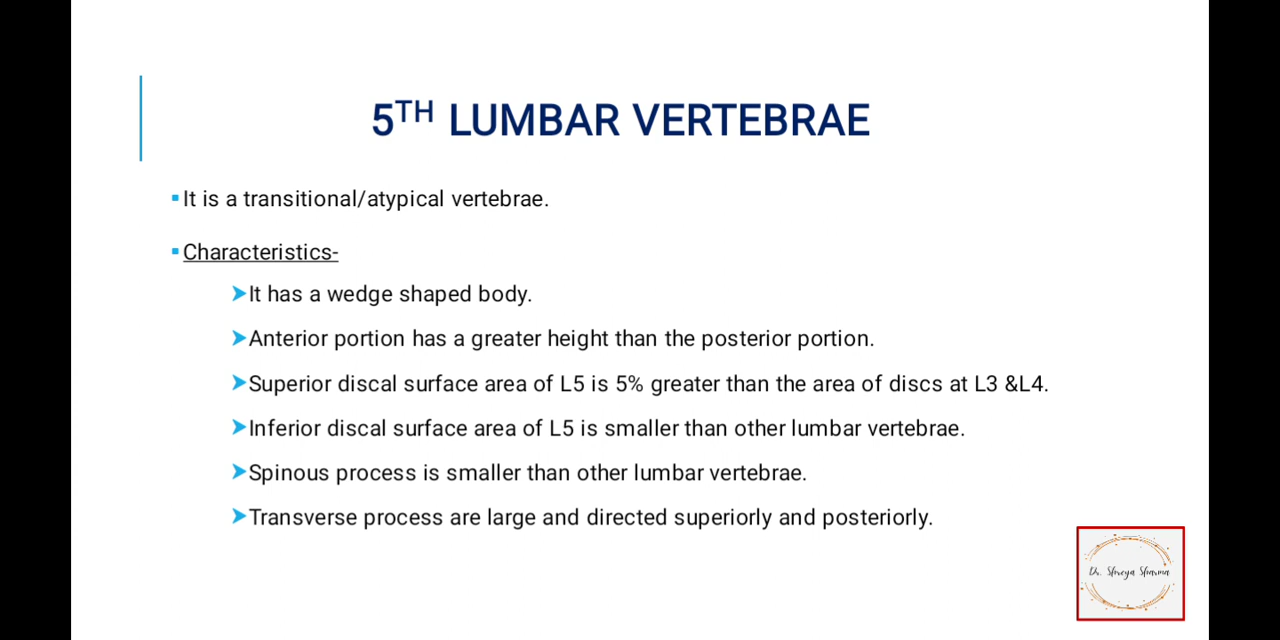 5TH LUMBAR VERTEBRAE
▪It is a transitional/atypical vertebrae.
▪Characteristics-
➤It has a wedge shaped body.
➤Anterior portion has a greater height than the posterior portion.
➤Superior discal surface area of L5 is 5% greater than the area of discs at L3 &L4.
➤Inferior discal surface area of L5 is smaller than other lumbar vertebrae.
➤Spinous process is smaller than other lumbar vertebrae.
➤Transverse process are large and directed superiorly and posteriorly.
Dr. Shreya Sharma